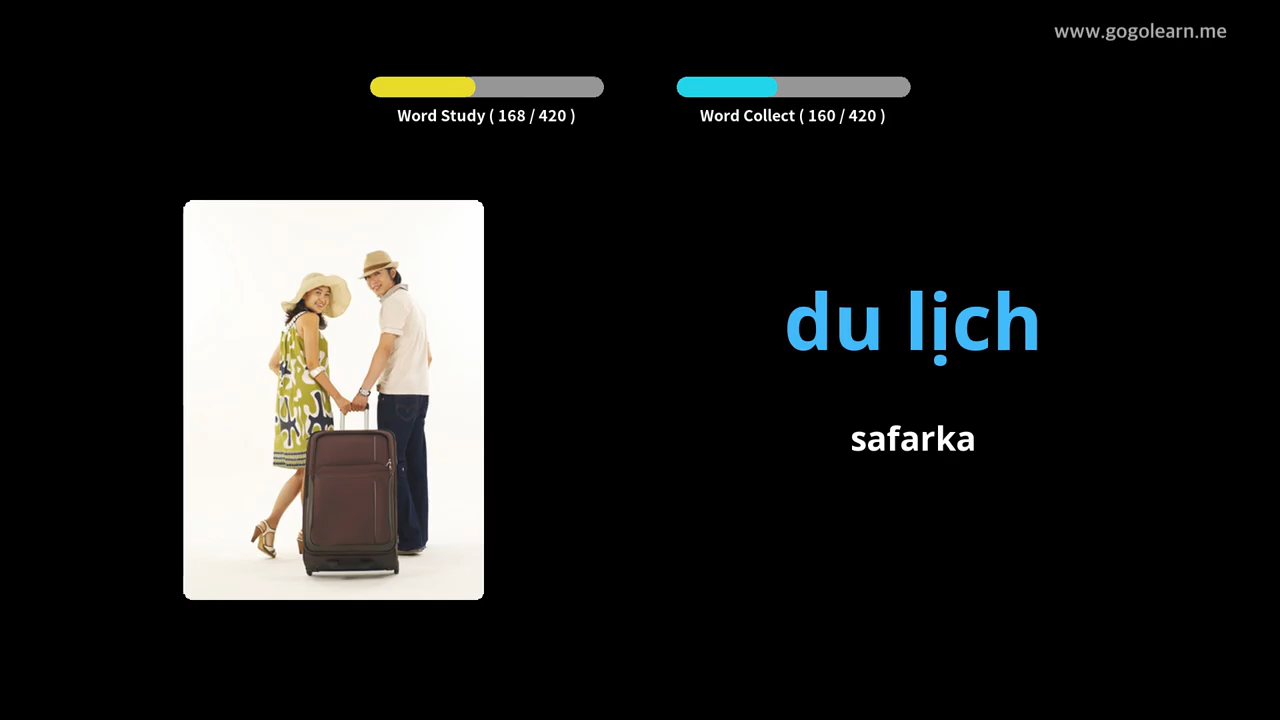 www.gogolearn.me
Word Study ( 168 / 420 )
Word Collect ( 160 / 420 )
du lịch
safarka